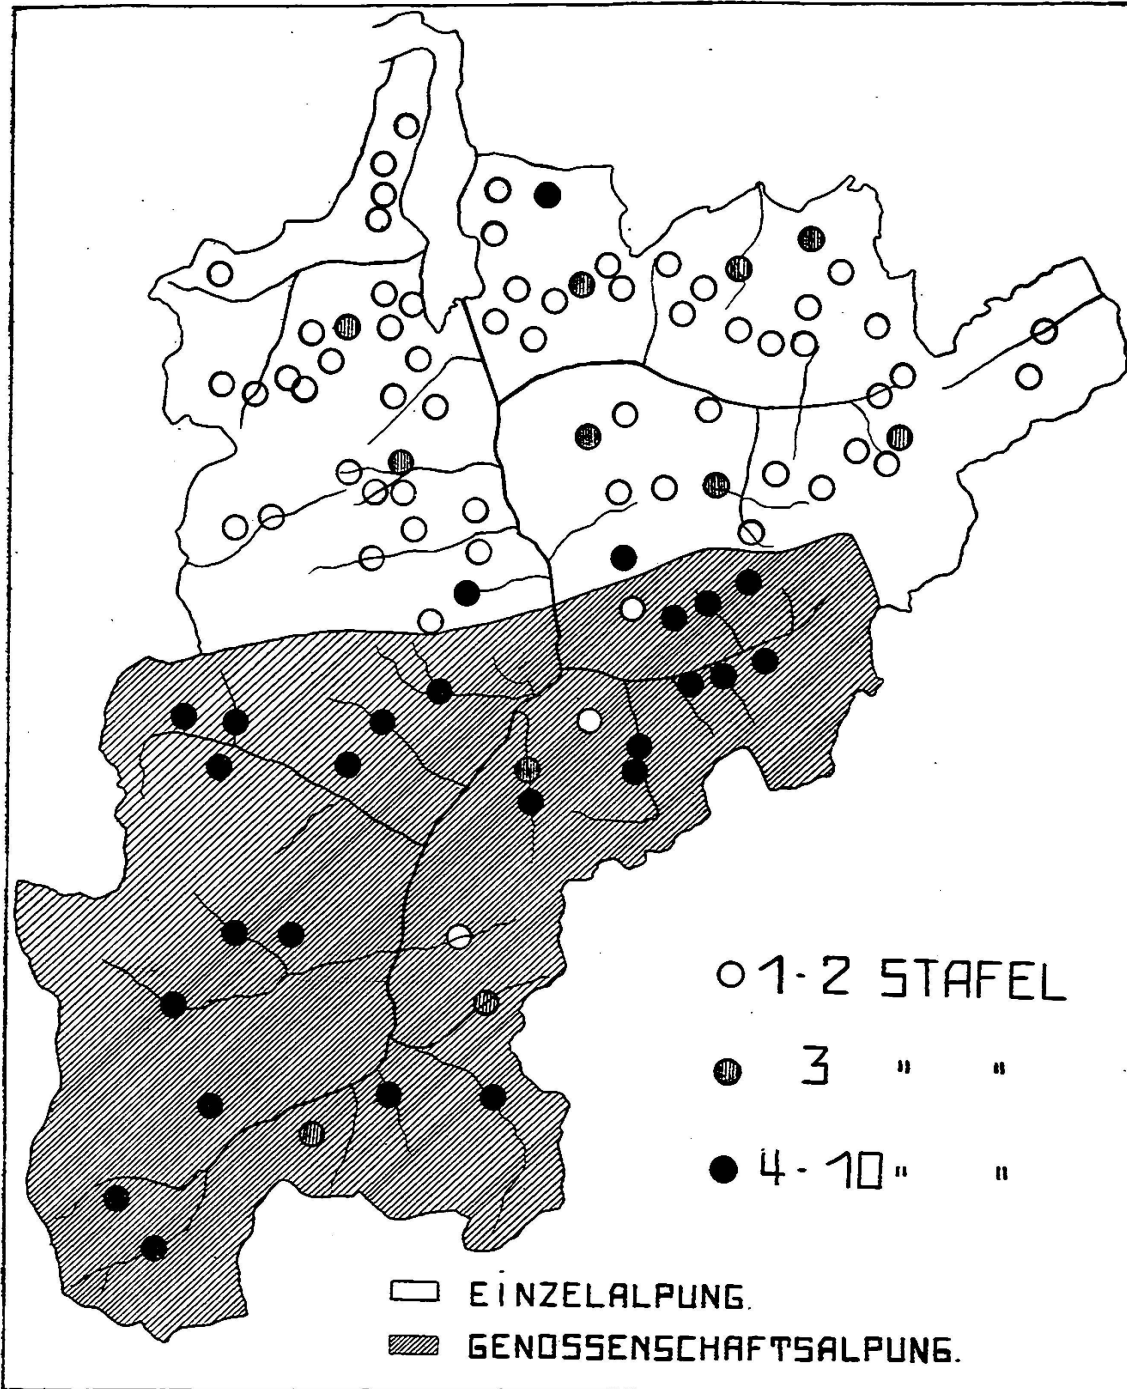 1-2 STAFEL
3 " "
4-10 " "
EINZELALPUNG.
GENOSSENSCHAFTSALPUNG.